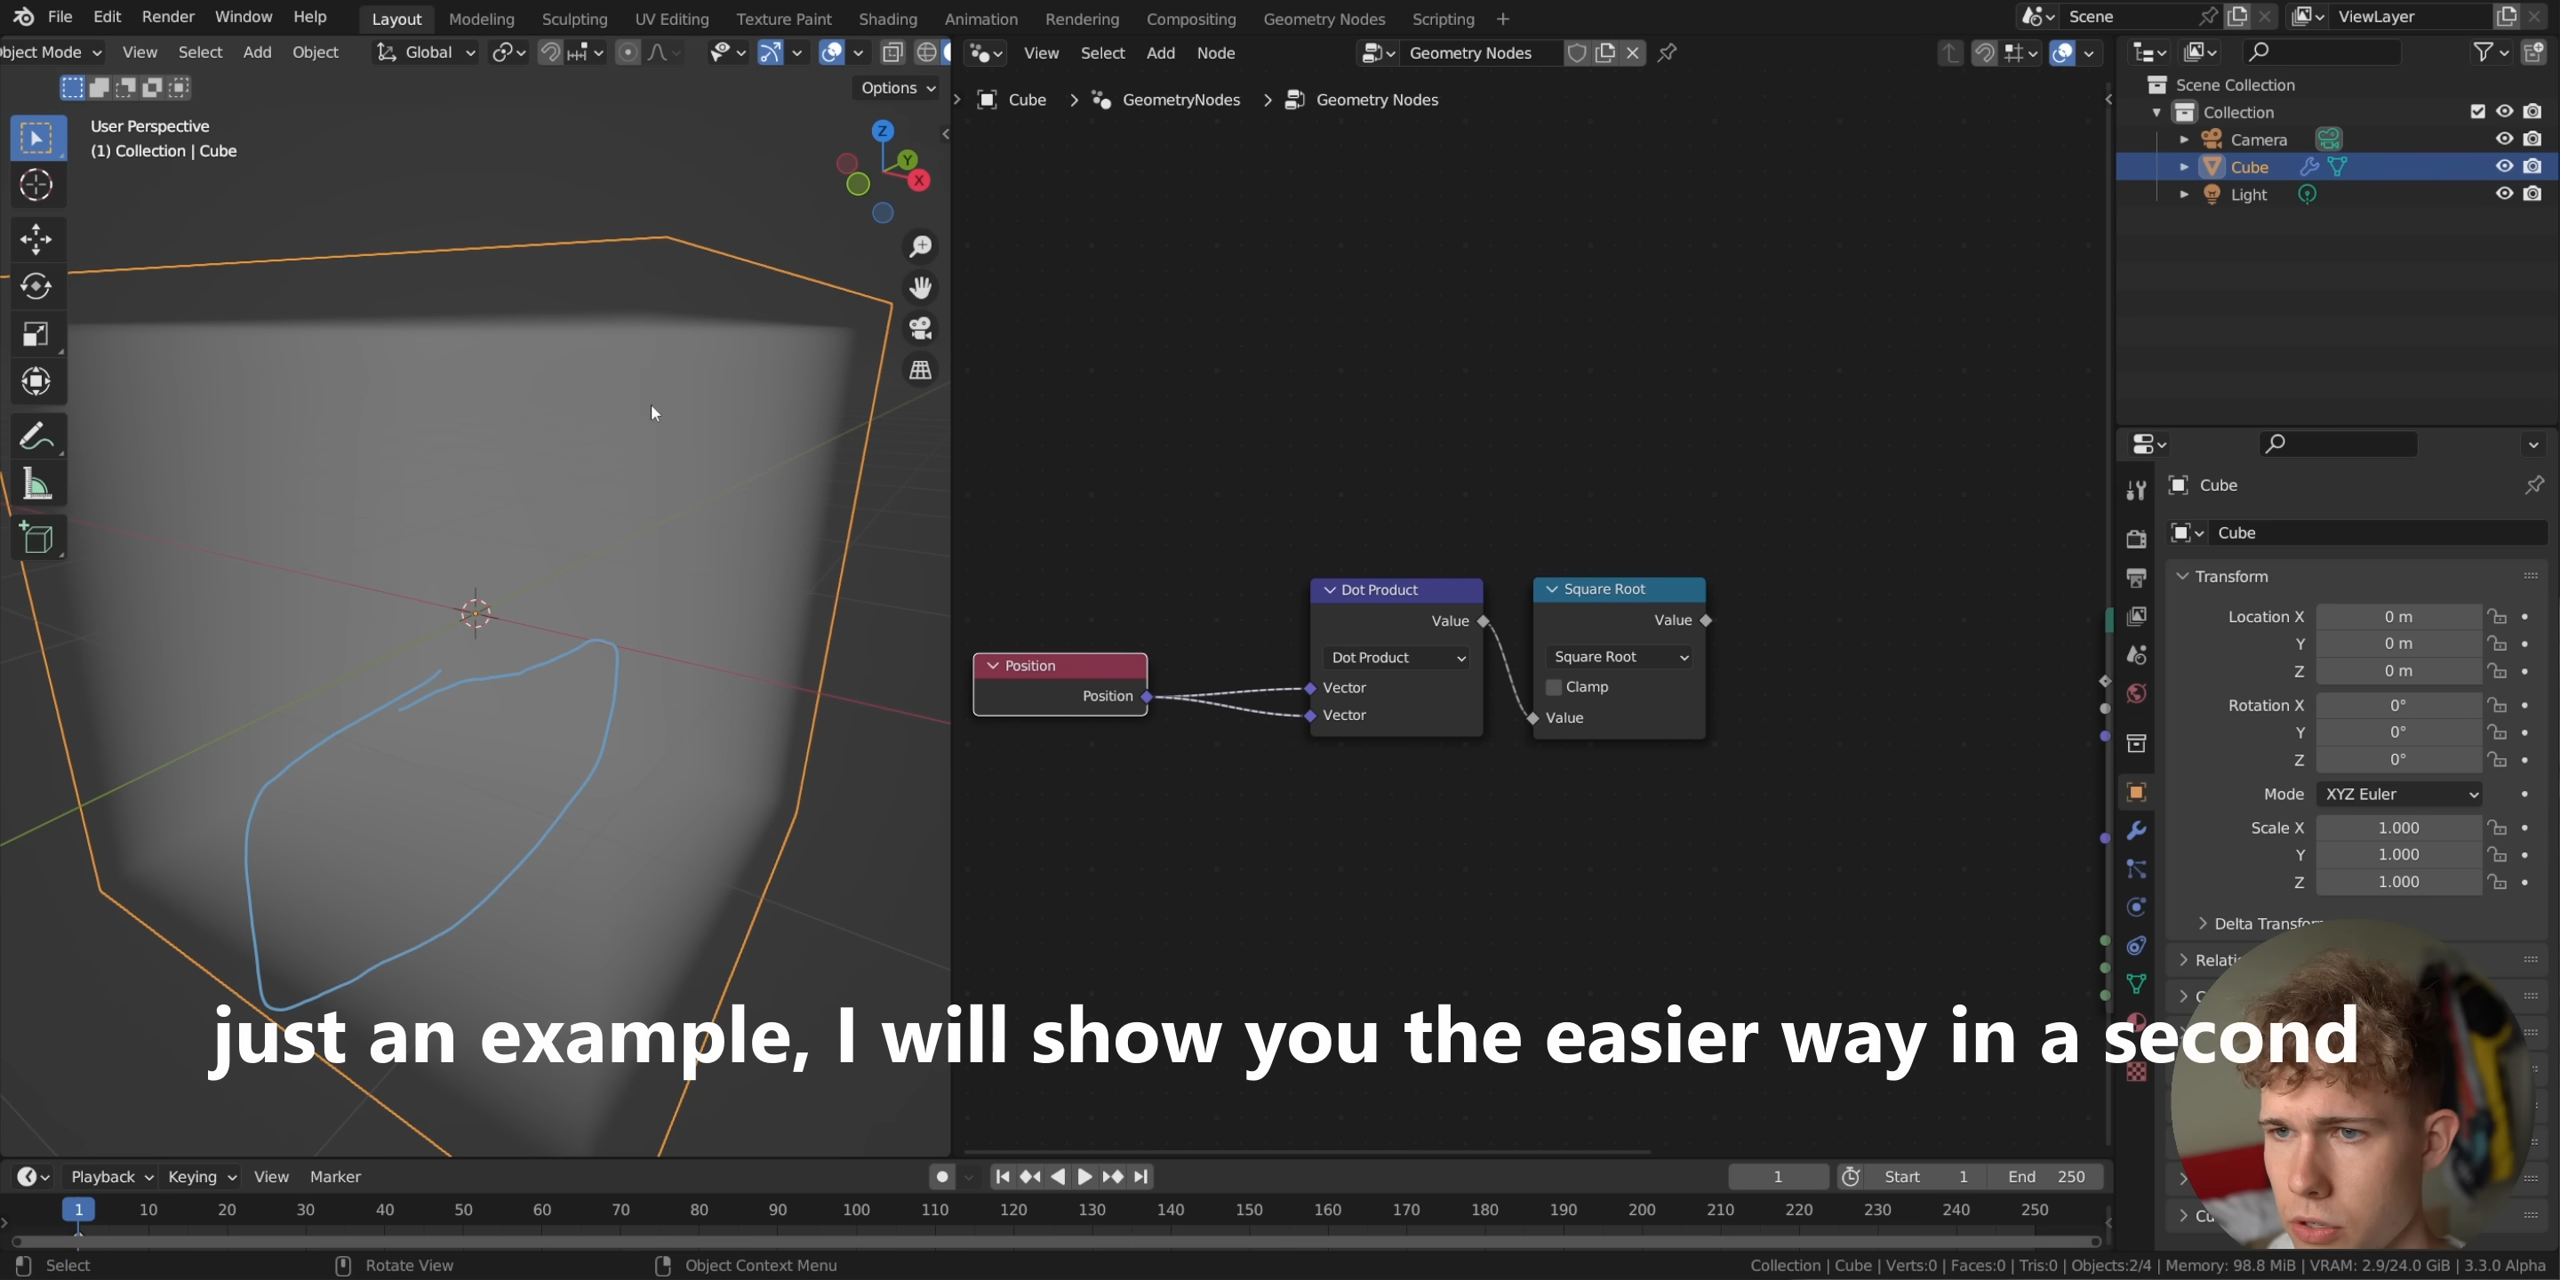 File Edit Render Window Help Layout Modeling Sculpting UV Editing Texture Paint Shading Animation Rendering Compositing Geometry Nodes Scripting + Scene ViewLayer
Object Mode View Select Add Object Global View Select Add Node Geometry Nodes
Options
Cube > GeometryNodes > Geometry Nodes
User Perspective
(1) Collection | Cube
Z
Y
X
Scene Collection
Collection
Camera
Cube
Light
Position
Position
Dot Product
Value
Dot Product
Vector
Vector
Square Root
Value
Square Root
Clamp
Value
Cube
Cube
Transform
Location X 0 m
Y 0 m
Z 0 m
Rotation X 0°
Y 0°
Z 0°
Mode XYZ Euler
Scale X 1.000
Y 1.000
Z 1.000
Delta Transfor
Relati
just an example, I will show you the easier way in a second
Playback Keying View Marker 1 Start 1 End 250
1 10 20 30 40 50 60 70 80 90 100 110 120 130 140 150 160 170 180 190 200 210 220 230 240 250
Select Rotate View Object Context Menu Collection | Cube | Verts:0 | Faces:0 | Tris:0 | Objects:2/4 | Memory: 98.8 MiB | VRAM: 2.9/24.0 GiB | 3.3.0 Alpha